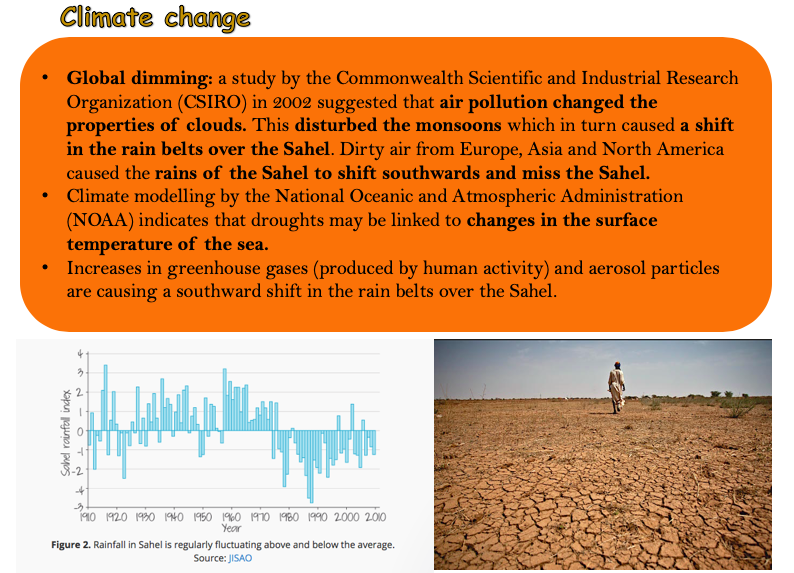 Climate change
• Global dimming: a study by the Commonwealth Scientific and Industrial Research
Organization (CSIRO) in 2002 suggested that air pollution changed the
properties of clouds. This disturbed the monsoons which in turn caused a shift
in the rain belts over the Sahel. Dirty air from Europe, Asia and North America
caused the rains of the Sahel to shift southwards and miss the Sahel.
• Climate modelling by the National Oceanic and Atmospheric Administration
(NOAA) indicates that droughts may be linked to changes in the surface
temperature of the sea.
• Increases in greenhouse gases (produced by human activity) and aerosol particles
are causing a southward shift in the rain belts over the Sahel.
Sahel rainfall index
4
3
2
1
0
-1
-2
-4
-3
1910 1920 1930 1940 1950 1960 1970 1980 1990 2000 2010
Year
Figure 2. Rainfall in Sahel is regularly fluctuating above and below the average.
Source: JISAO